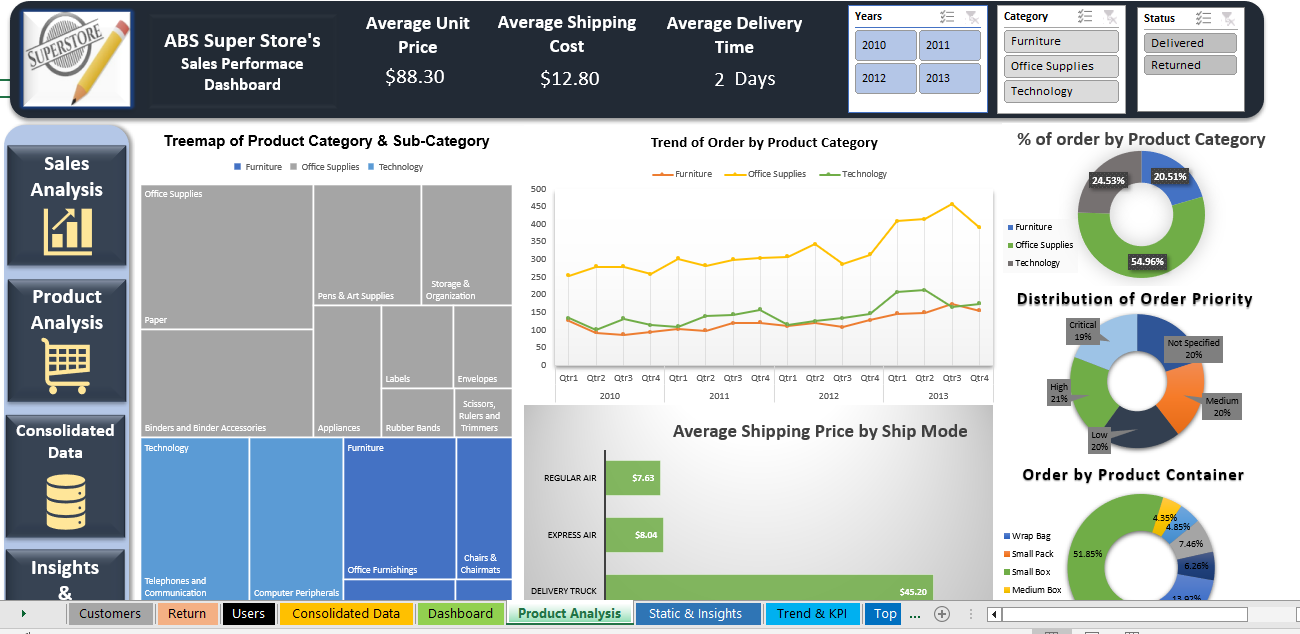 SUPERSTORE
ABS Super Store's
Sales Performace
Dashboard
Average Unit
Price
$88.30
Average Shipping
Cost
$12.80
Average Delivery
Time
2 Days
Years
2010
2011
2012
2013
Category
Furniture
Office Supplies
Technology
Status
Delivered
Returned
Sales
Analysis
Product
Analysis
Consolidated
Data
Insights
&
Treemap of Product Category & Sub-Category
Furniture
Office Supplies
Technology
Office Supplies
Paper
Pens & Art Supplies
Storage &
Organization
Binders and Binder Accessories
Appliances
Labels
Envelopes
Rubber Bands
Scissors,
Rulers and
Trimmers
Technology
Telephones and
Communication
Computer Peripherals
Furniture
Office Furnishings
Chairs &
Chairmats
Trend of Order by Product Category
Furniture
Office Supplies
Technology
500
450
400
350
300
250
200
150
100
50
0
Qtr1 Qtr2 Qtr3 Qtr4 Qtr1 Qtr2 Qtr3 Qtr4 Qtr1 Qtr2 Qtr3 Qtr4 Qtr1 Qtr2 Qtr3 Qtr4
2010 2011 2012 2013
Average Shipping Price by Ship Mode
REGULAR AIR
$7.63
EXPRESS AIR
$8.04
DELIVERY TRUCK
$45.20
% of order by Product Category
24.53%
20.51%
54.96%
Furniture
Office Supplies
Technology
Distribution of Order Priority
Critical
19%
Not Specified
20%
High
21%
Medium
20%
Low
20%
Order by Product Container
Wrap Bag
Small Pack
Small Box
Medium Box
51.85%
4.35%
4.85%
7.46%
6.26%
13.92%
Customers
Return
Users
Consolidated Data
Dashboard
Product Analysis
Static & Insights
Trend & KPI
Top
...